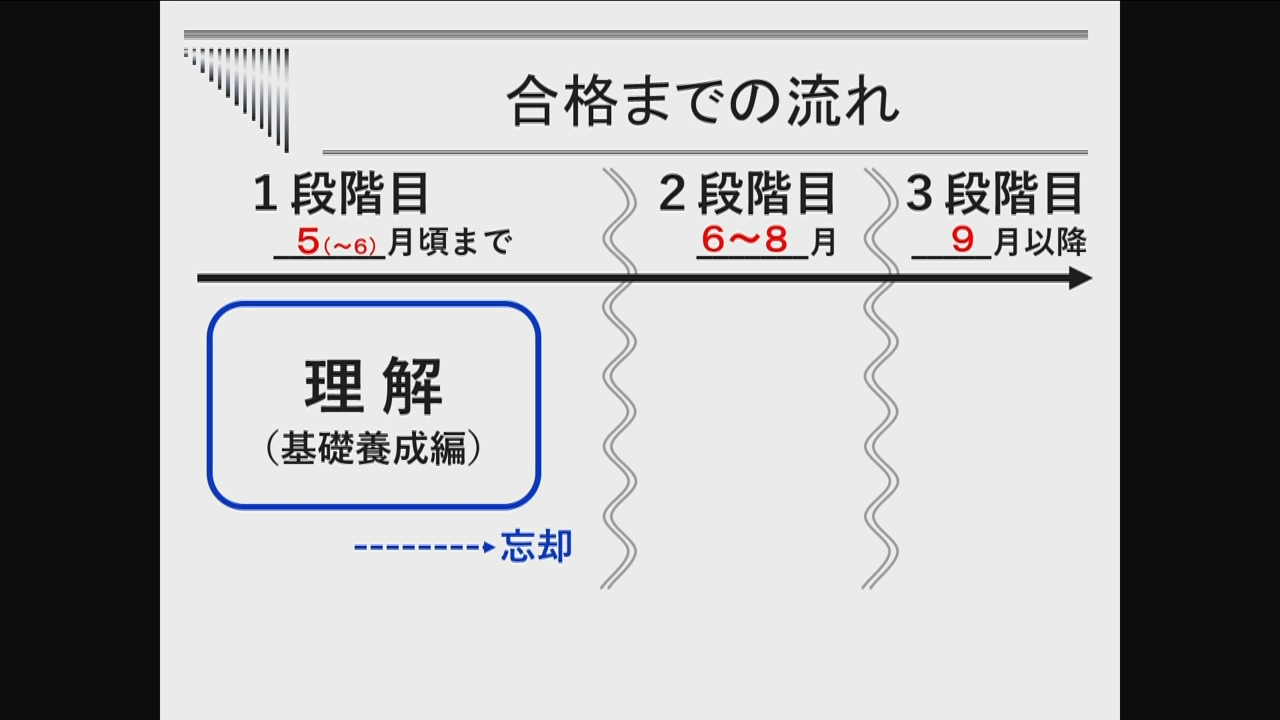 合格までの流れ
1段階目
5(～6)月頃まで
2段階目
6～8月
3段階目
9月以降
理解
（基礎養成編）
忘却